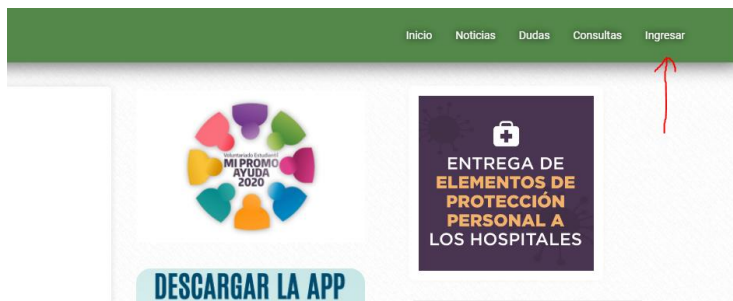 Inicio Noticias Dudas Consultas Ingresar
Voluntariado Estudiantil
MI PROMO
AYUDA
2020
ENTREGA DE
ELEMENTOS DE
PROTECCIÓN
PERSONAL A
LOS HOSPITALES
DESCARGAR LA APP